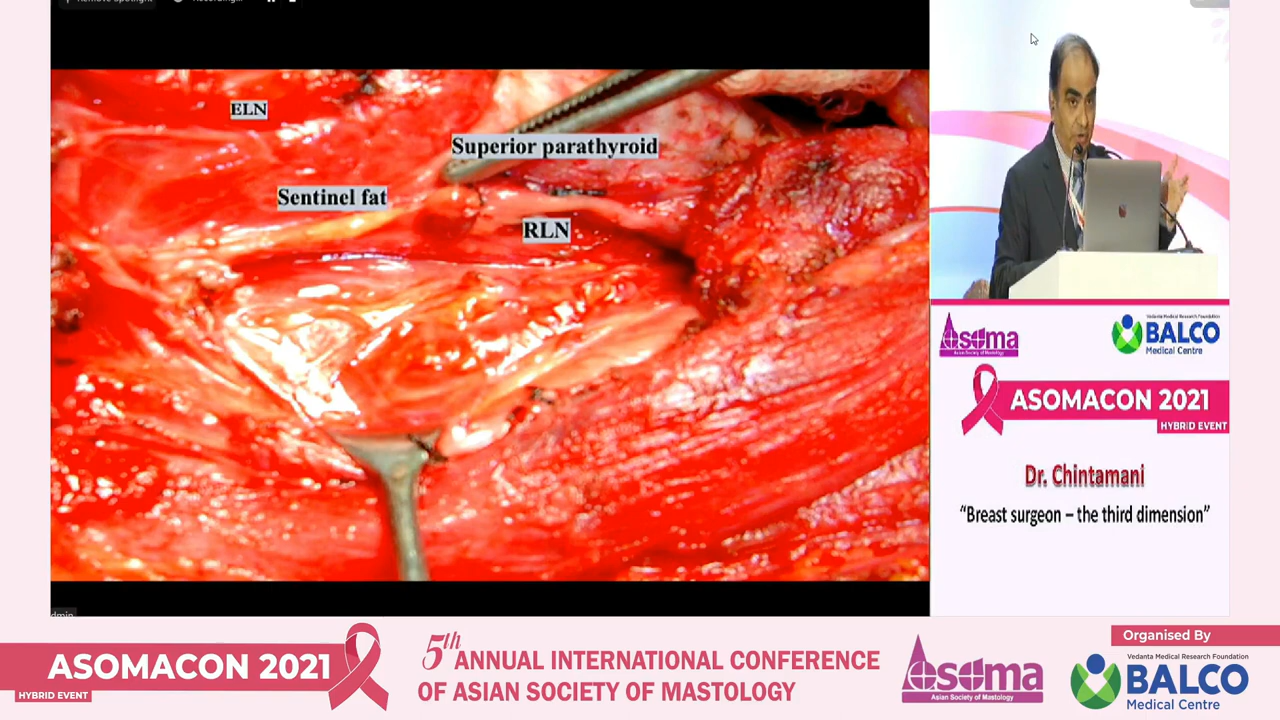 Recording...
ELN
Superior parathyroid
Sentinel fat
RLN
Asoma
Asian Society of Mastology
Vedanta Medical Research Foundation
BALCO
Medical Centre
ASOMACON 2021
HYBRID EVENT
Dr. Chintamani
“Breast surgeon – the third dimension”
ASOMACON 2021
HYBRID EVENT
5th ANNUAL INTERNATIONAL CONFERENCE
OF ASIAN SOCIETY OF MASTOLOGY
Asoma
Asian Society of Mastology
Organised By
Vedanta Medical Research Foundation
BALCO
Medical Centre